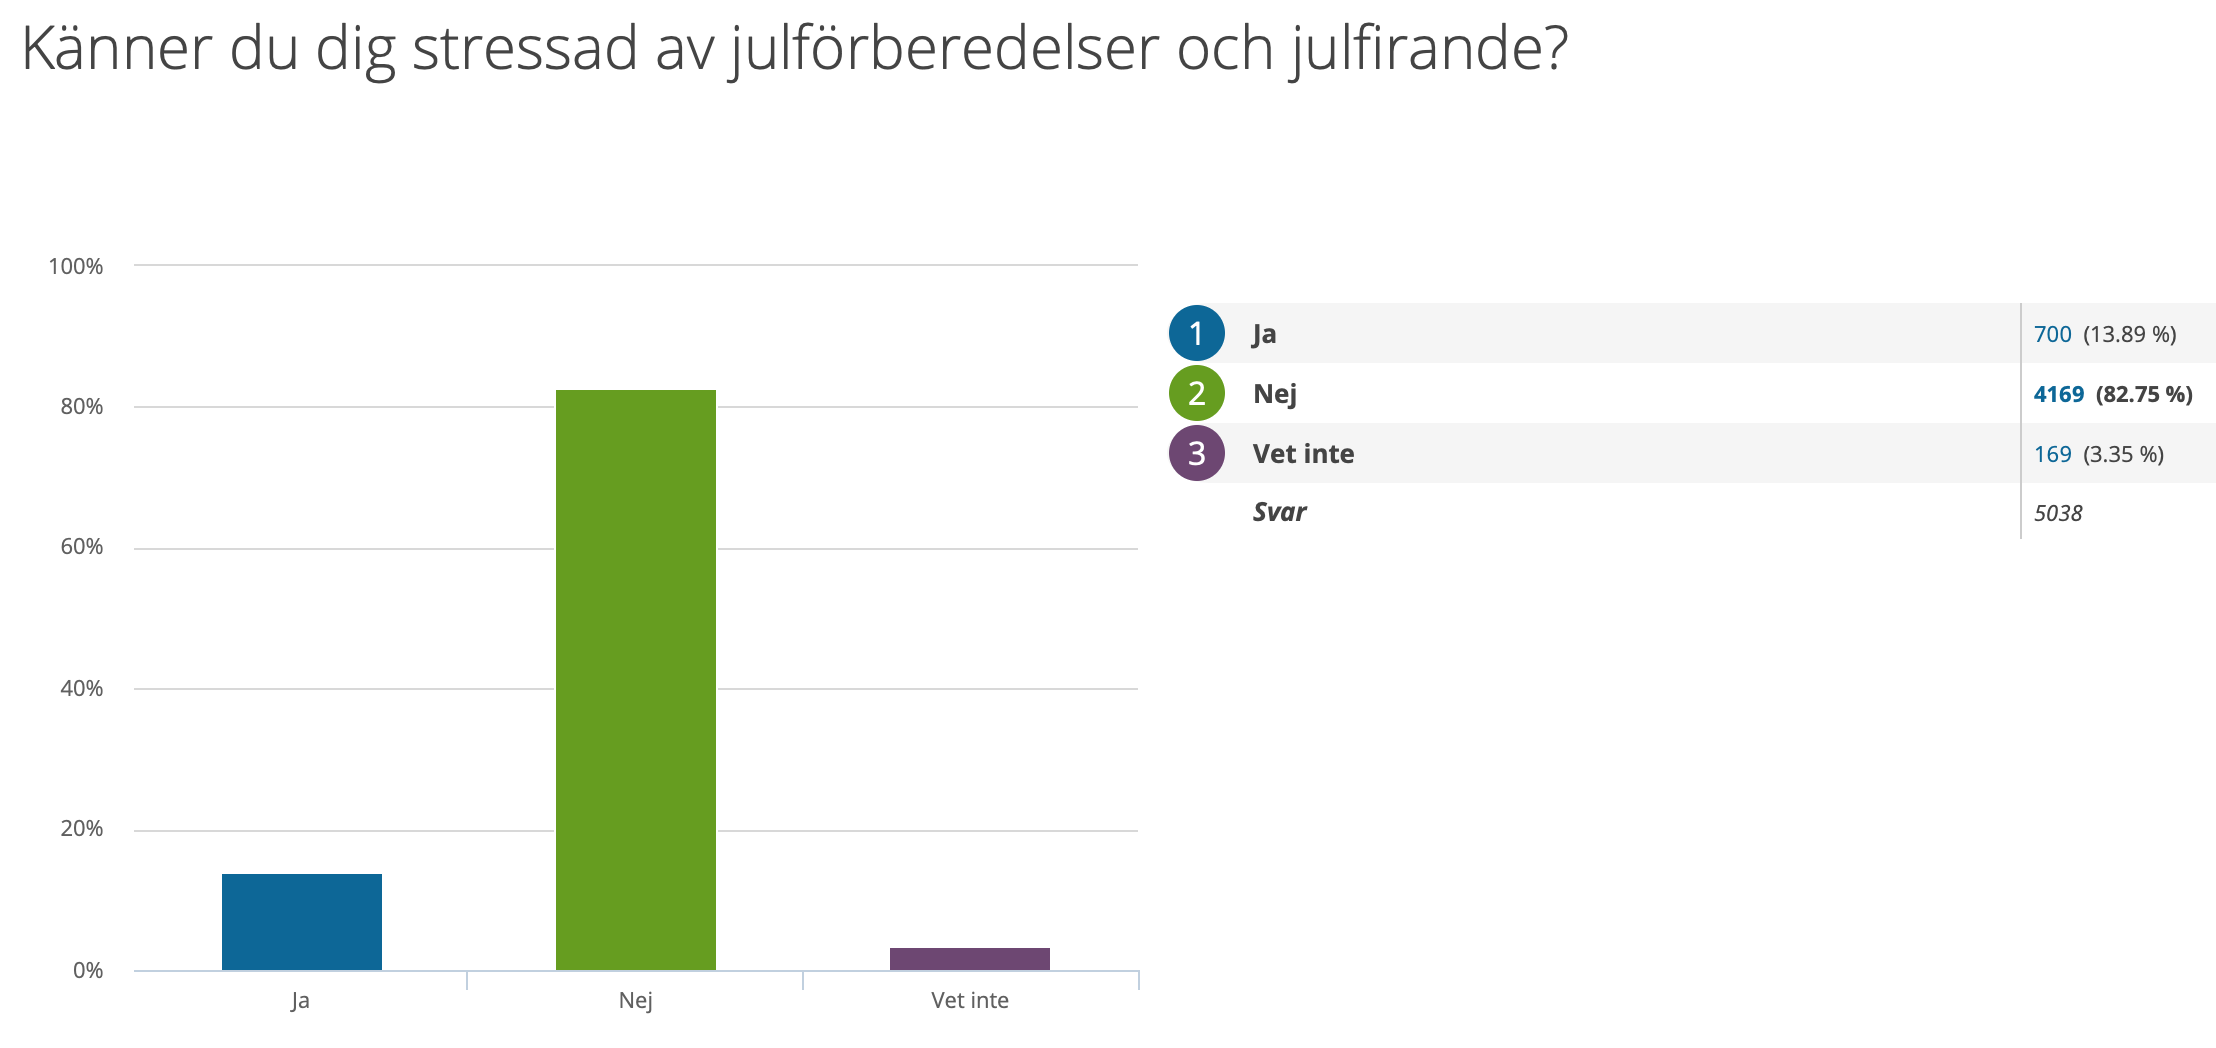 Känner du dig stressad av julförberedelser och julfirande?
100%
80%
60%
40%
20%
0%
Ja
Nej
Vet inte
1 Ja 700 (13.89 %)
2 Nej 4169 (82.75 %)
3 Vet inte 169 (3.35 %)
Svar 5038